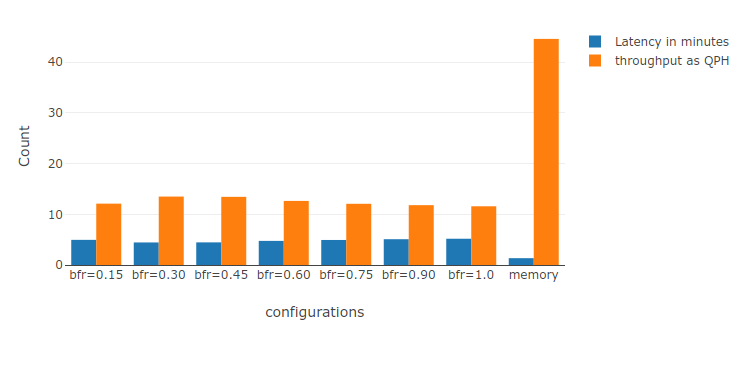 Latency in minutes
throughput as QPH
Count
40
30
20
10
0
bfr=0.15 bfr=0.30 bfr=0.45 bfr=0.60 bfr=0.75 bfr=0.90 bfr=1.0 memory
configurations